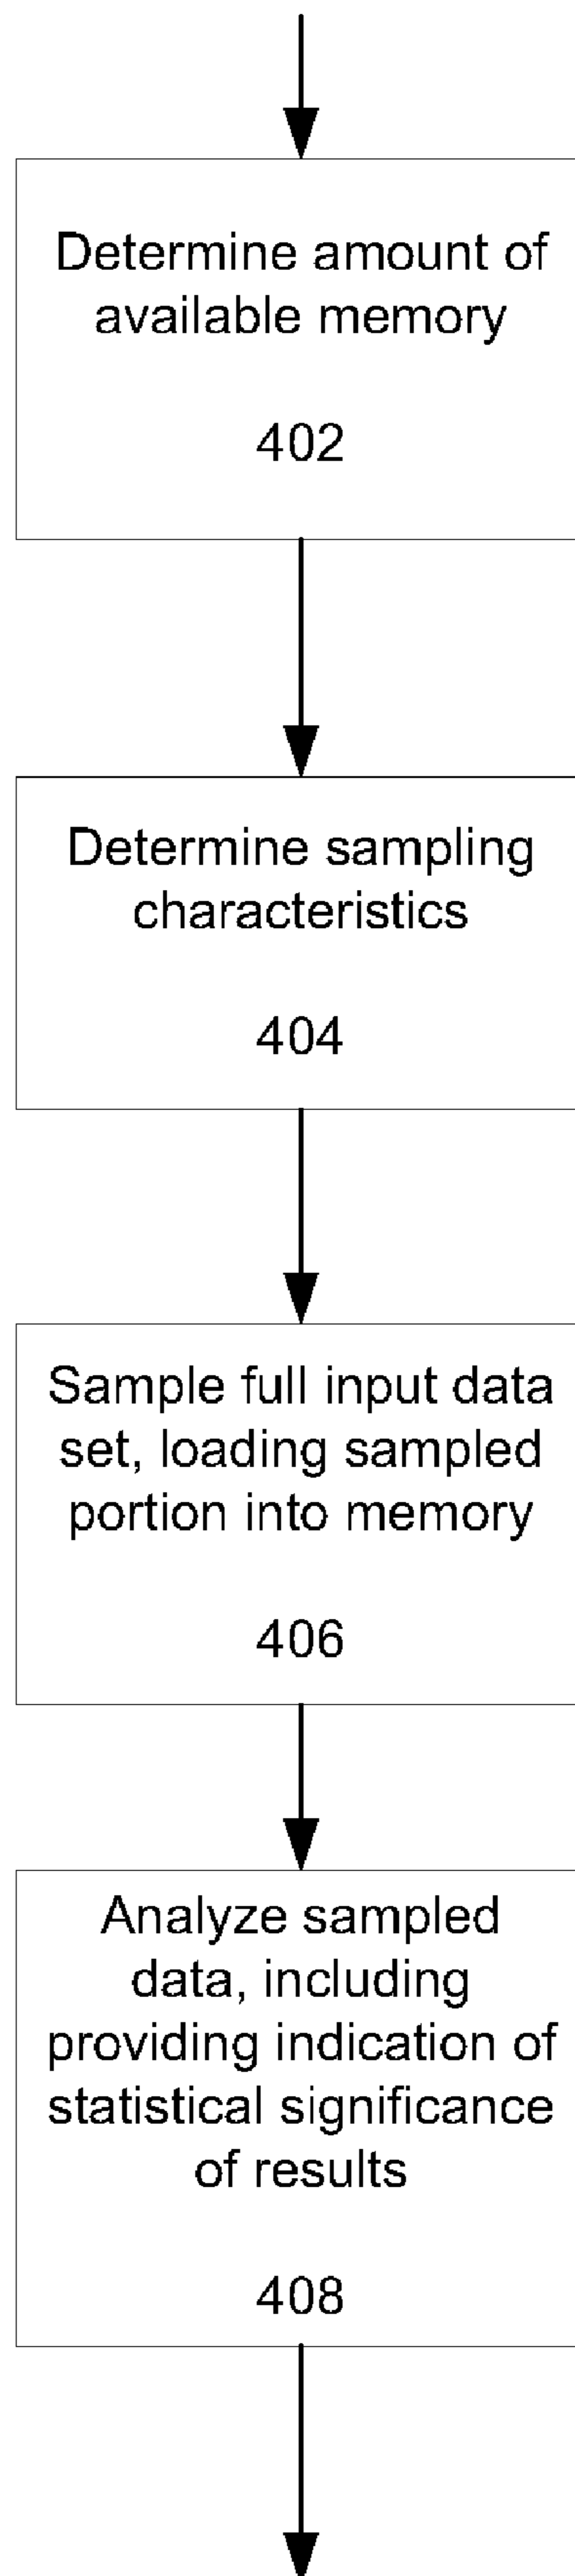 Determine amount of
available memory
402
Determine sampling
characteristics
404
Sample full input data
set, loading sampled
portion into memory
406
Analyze sampled
data, including
providing indication of
statistical significance
of results
408